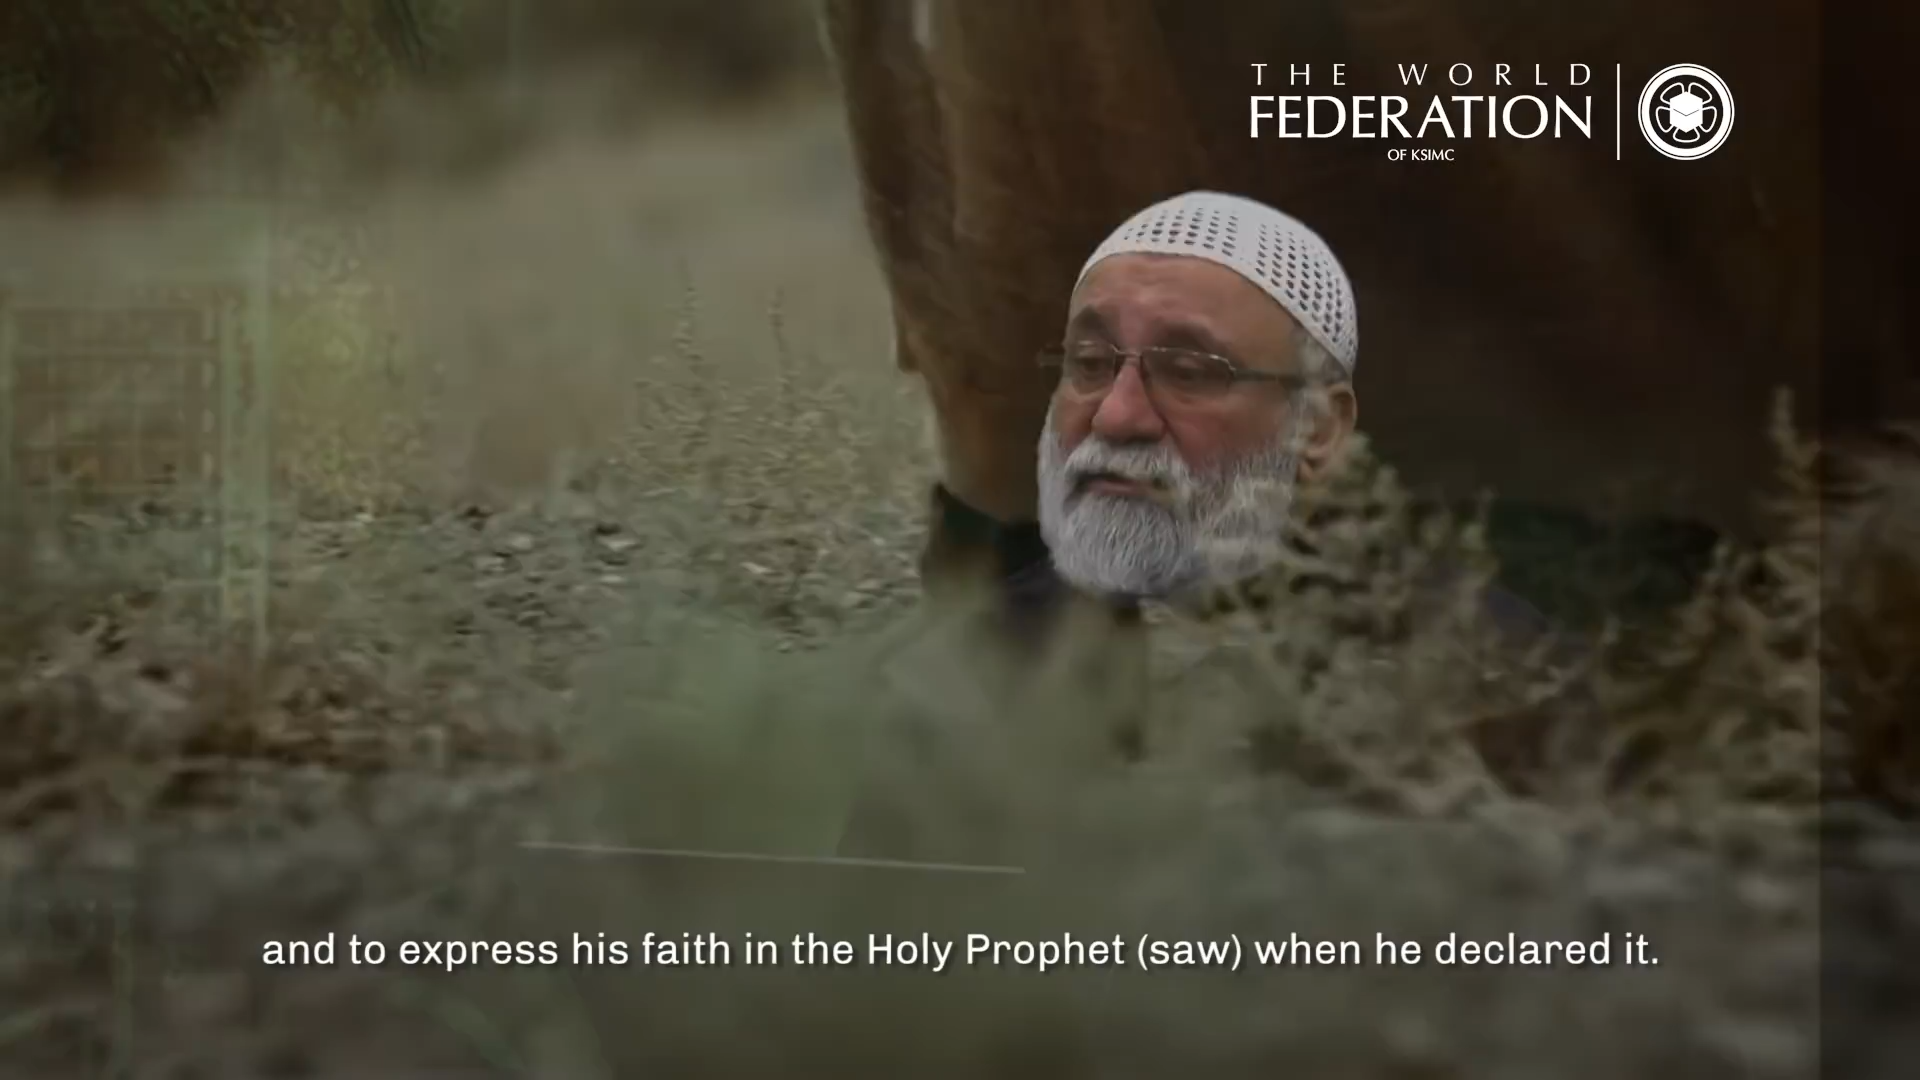 THE WORLD
FEDERATION
OF KSIMC
and to express his faith in the Holy Prophet (saw) when he declared it.